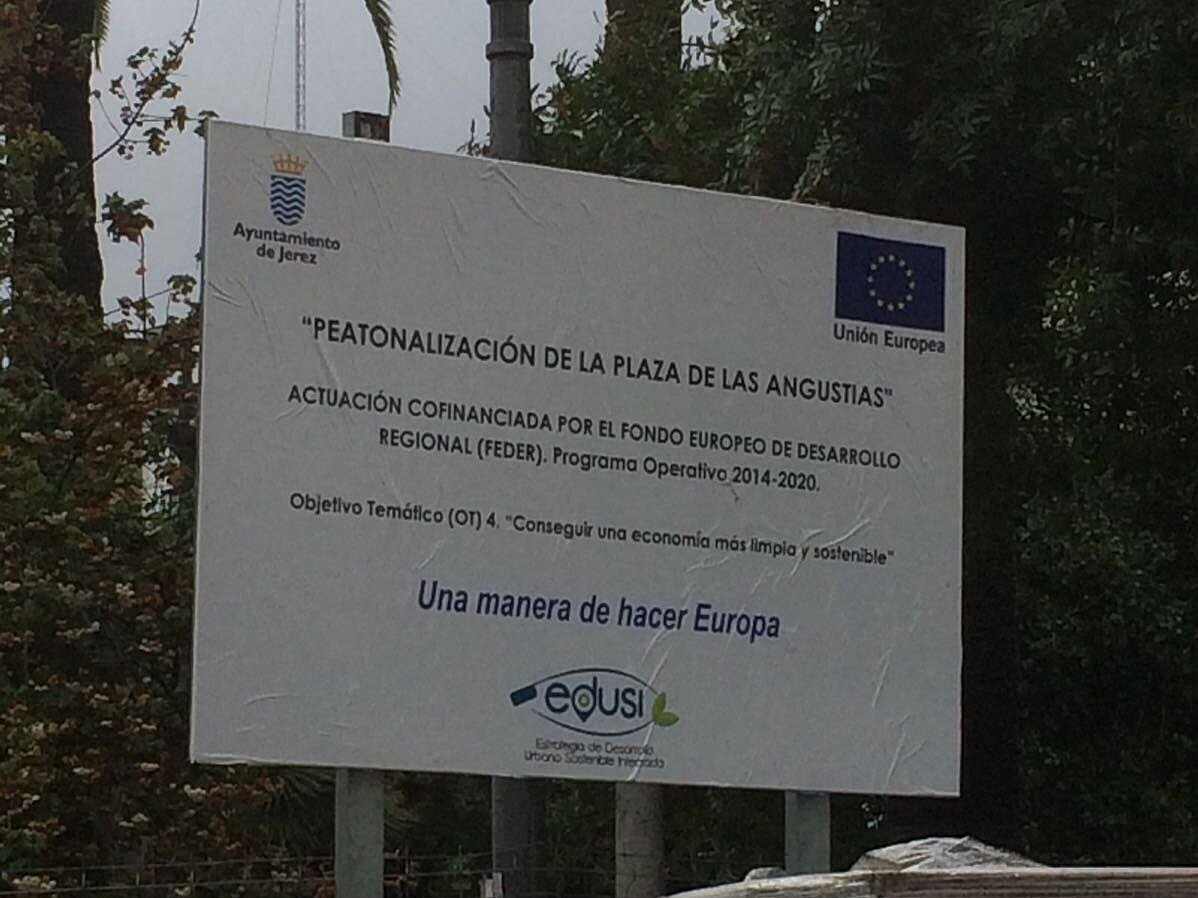 Ayuntamiento
de Jerez
Unión Europea
"PEATONALIZACIÓN DE LA PLAZA DE LAS ANGUSTIAS"
ACTUACIÓN COFINANCIADA POR EL FONDO EUROPEO DE DESARROLLO
REGIONAL (FEDER). Programa Operativo 2014-2020.
Objetivo Temático (OT) 4. "Conseguir una economía más limpia y sostenible"
Una manera de hacer Europa
edusi
Estrategia de Desarrollo
Urbano Sostenible Integrada